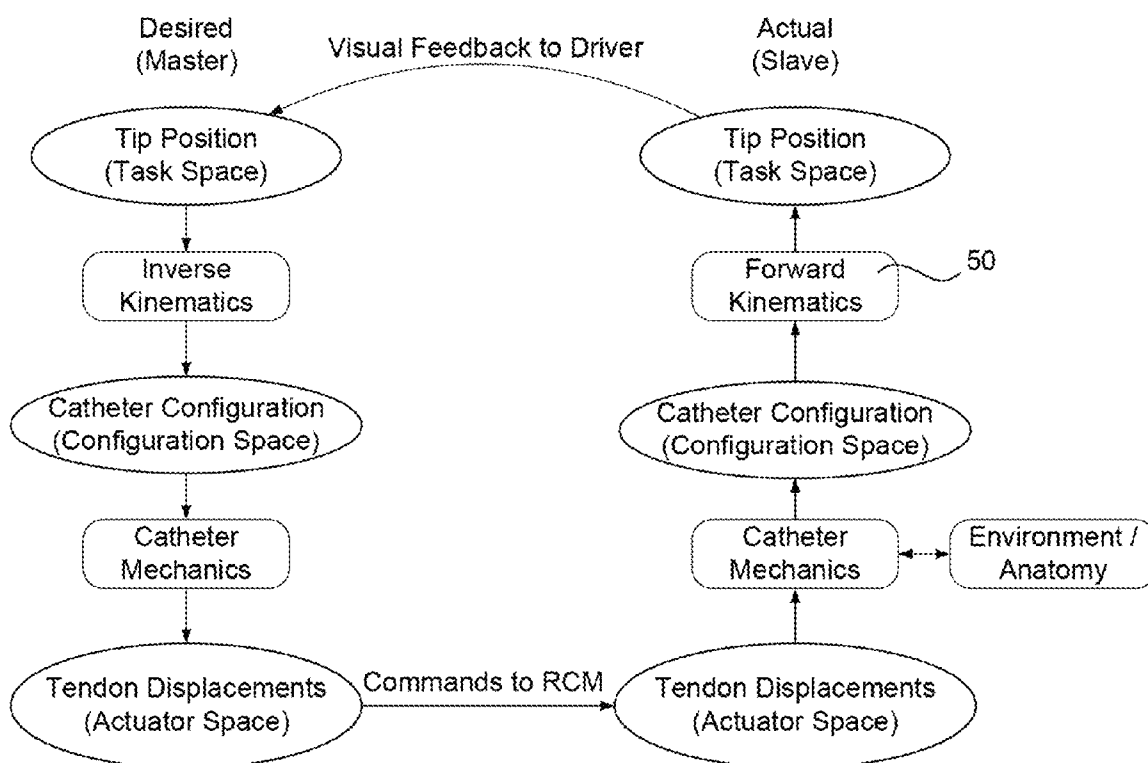 Desired
(Master)
Visual Feedback to Driver
Actual
(Slave)
Tip Position
(Task Space)
Tip Position
(Task Space)
Inverse
Kinematics
Forward
Kinematics
50
Catheter Configuration
(Configuration Space)
Catheter Configuration
(Configuration Space)
Catheter
Mechanics
Catheter
Mechanics
Environment /
Anatomy
Tendon Displacements
(Actuator Space)
Commands to RCM
Tendon Displacements
(Actuator Space)